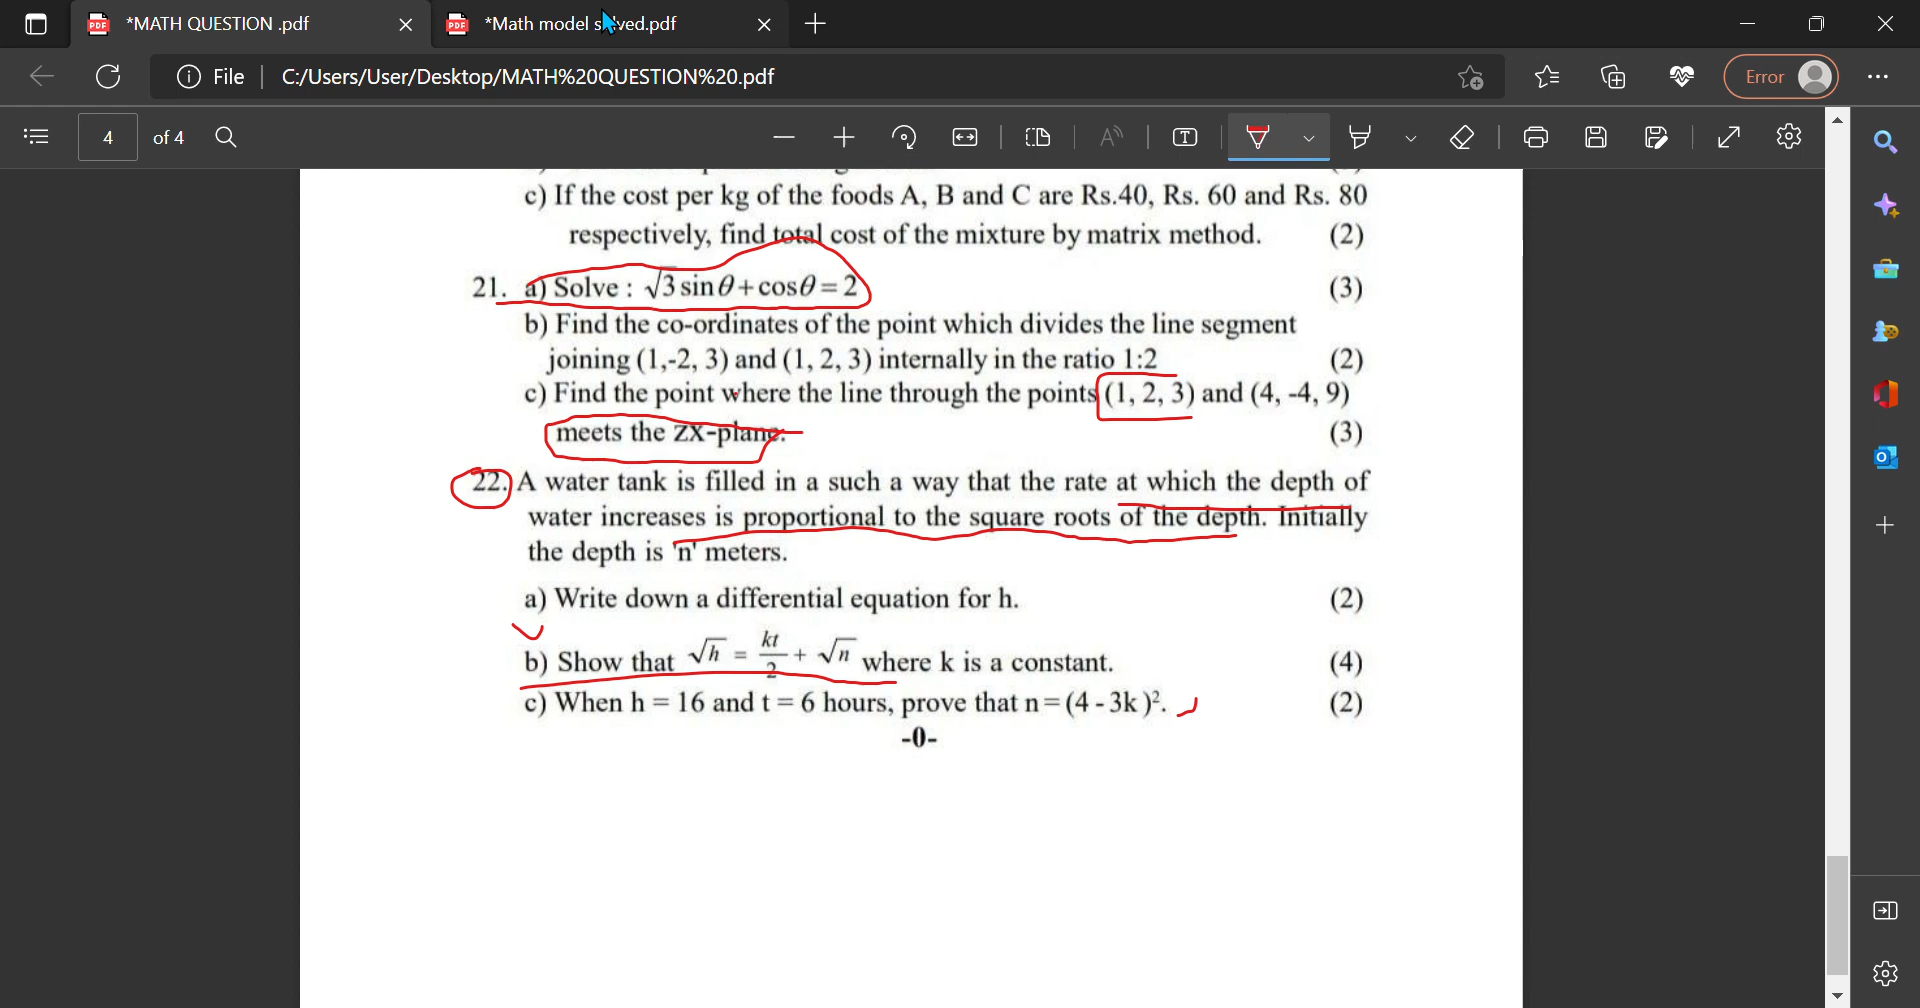 *MATH QUESTION .pdf
*Math model solved.pdf
File
C:/Users/User/Desktop/MATH%20QUESTION%20.pdf
Error
4
of 4
c) If the cost per kg of the foods A, B and C are Rs.40, Rs. 60 and Rs. 80
respectively, find total cost of the mixture by matrix method. (2)
21. a) Solve : √3 sinθ + cosθ = 2 (3)
b) Find the co-ordinates of the point which divides the line segment
joining (1,-2, 3) and (1, 2, 3) internally in the ratio 1:2 (2)
c) Find the point where the line through the points (1, 2, 3) and (4, -4, 9)
meets the ZX-plane. (3)
22. A water tank is filled in a such a way that the rate at which the depth of
water increases is proportional to the square roots of the depth. Initially
the depth is 'n' meters.
a) Write down a differential equation for h. (2)
b) Show that √h = kt/2 + √n where k is a constant. (4)
c) When h = 16 and t = 6 hours, prove that n = (4 - 3k )². (2)
-0-